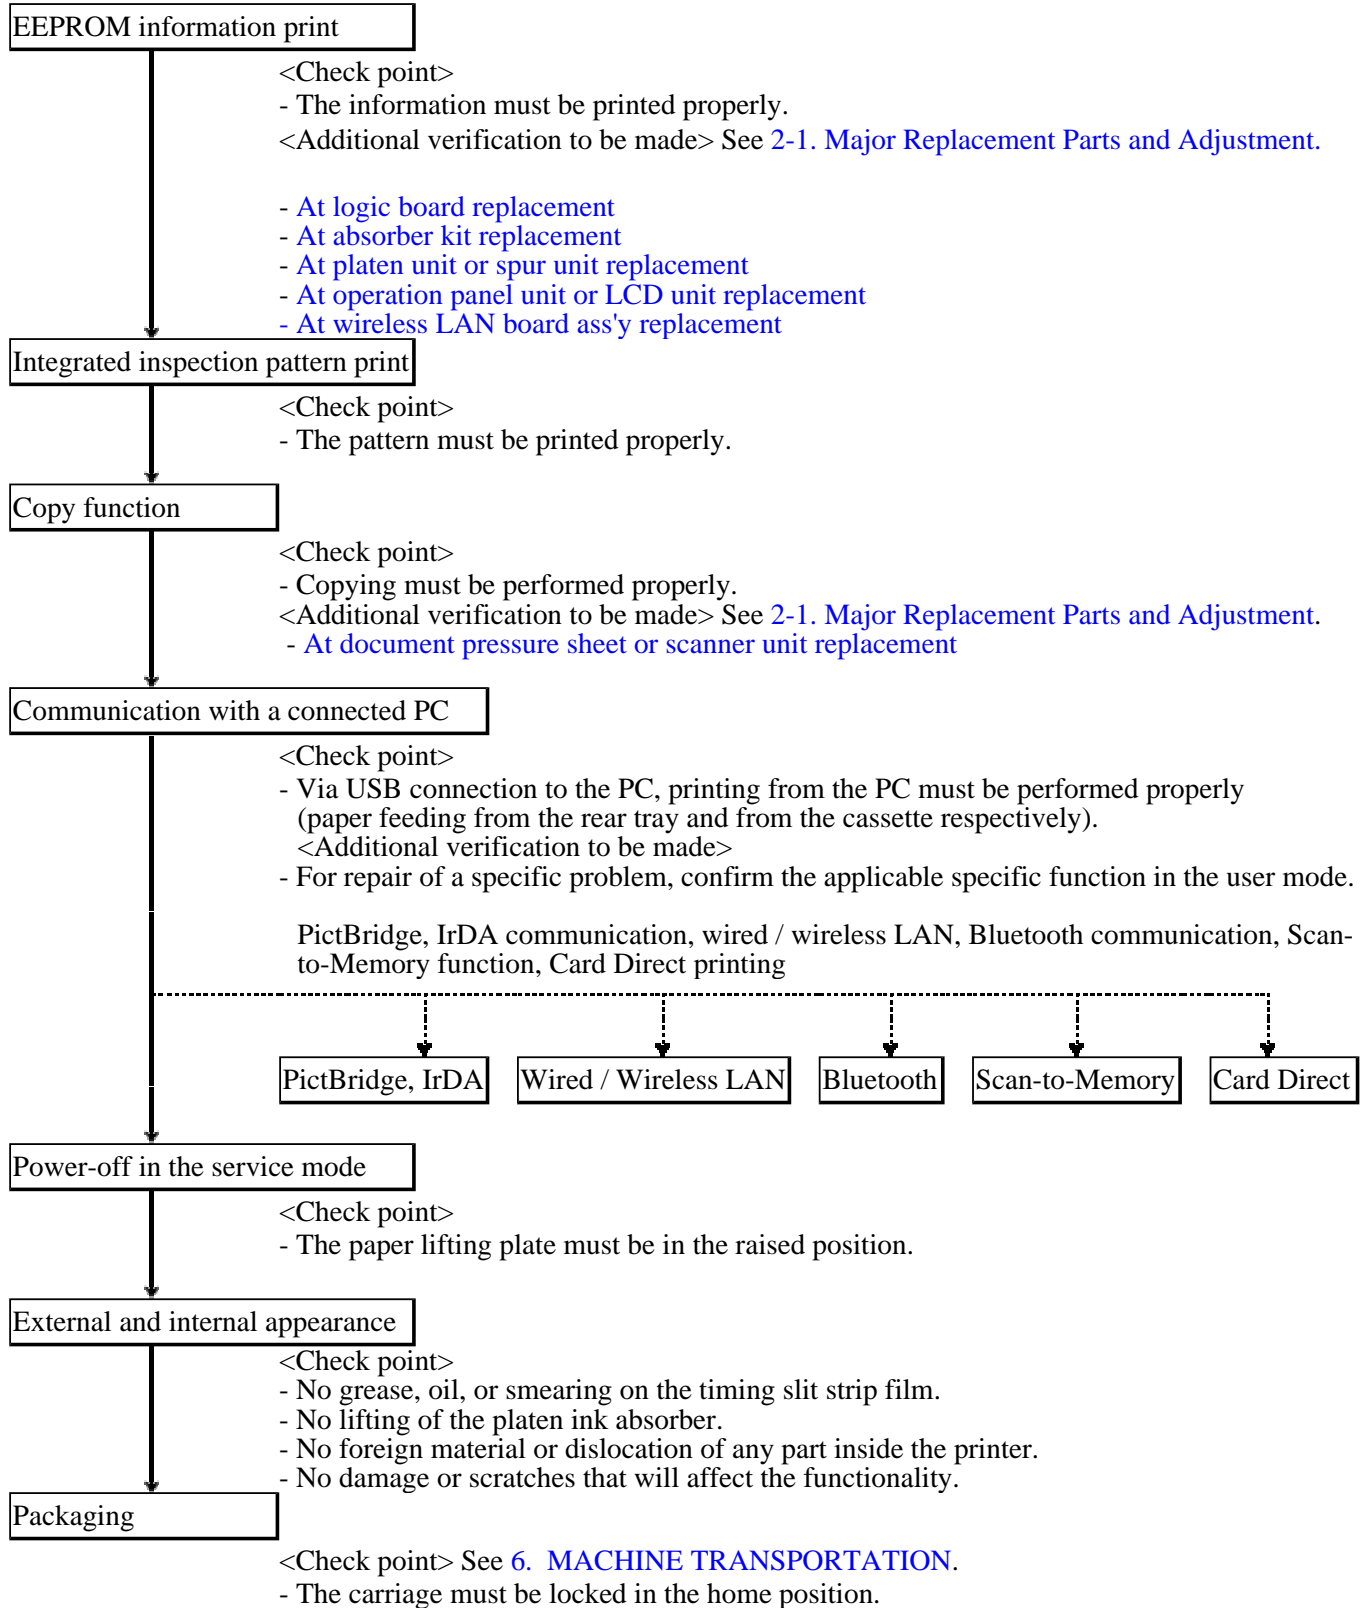 EEPROM information print
<Check point>
- The information must be printed properly.
<Additional verification to be made> See 2-1. Major Replacement Parts and Adjustment.
- At logic board replacement
- At absorber kit replacement
- At platen unit or spur unit replacement
- At operation panel unit or LCD unit replacement
- At wireless LAN board ass'y replacement
Integrated inspection pattern print
<Check point>
- The pattern must be printed properly.
Copy function
<Check point>
- Copying must be performed properly.
<Additional verification to be made> See 2-1. Major Replacement Parts and Adjustment.
- At document pressure sheet or scanner unit replacement
Communication with a connected PC
<Check point>
- Via USB connection to the PC, printing from the PC must be performed properly
(paper feeding from the rear tray and from the cassette respectively).
<Additional verification to be made>
- For repair of a specific problem, confirm the applicable specific function in the user mode.
PictBridge, IrDA communication, wired / wireless LAN, Bluetooth communication, Scan-
to-Memory function, Card Direct printing
PictBridge, IrDA
Wired / Wireless LAN
Bluetooth
Scan-to-Memory
Card Direct
Power-off in the service mode
<Check point>
- The paper lifting plate must be in the raised position.
External and internal appearance
<Check point>
- No grease, oil, or smearing on the timing slit strip film.
- No lifting of the platen ink absorber.
- No foreign material or dislocation of any part inside the printer.
- No damage or scratches that will affect the functionality.
Packaging
<Check point> See 6. MACHINE TRANSPORTATION.
- The carriage must be locked in the home position.